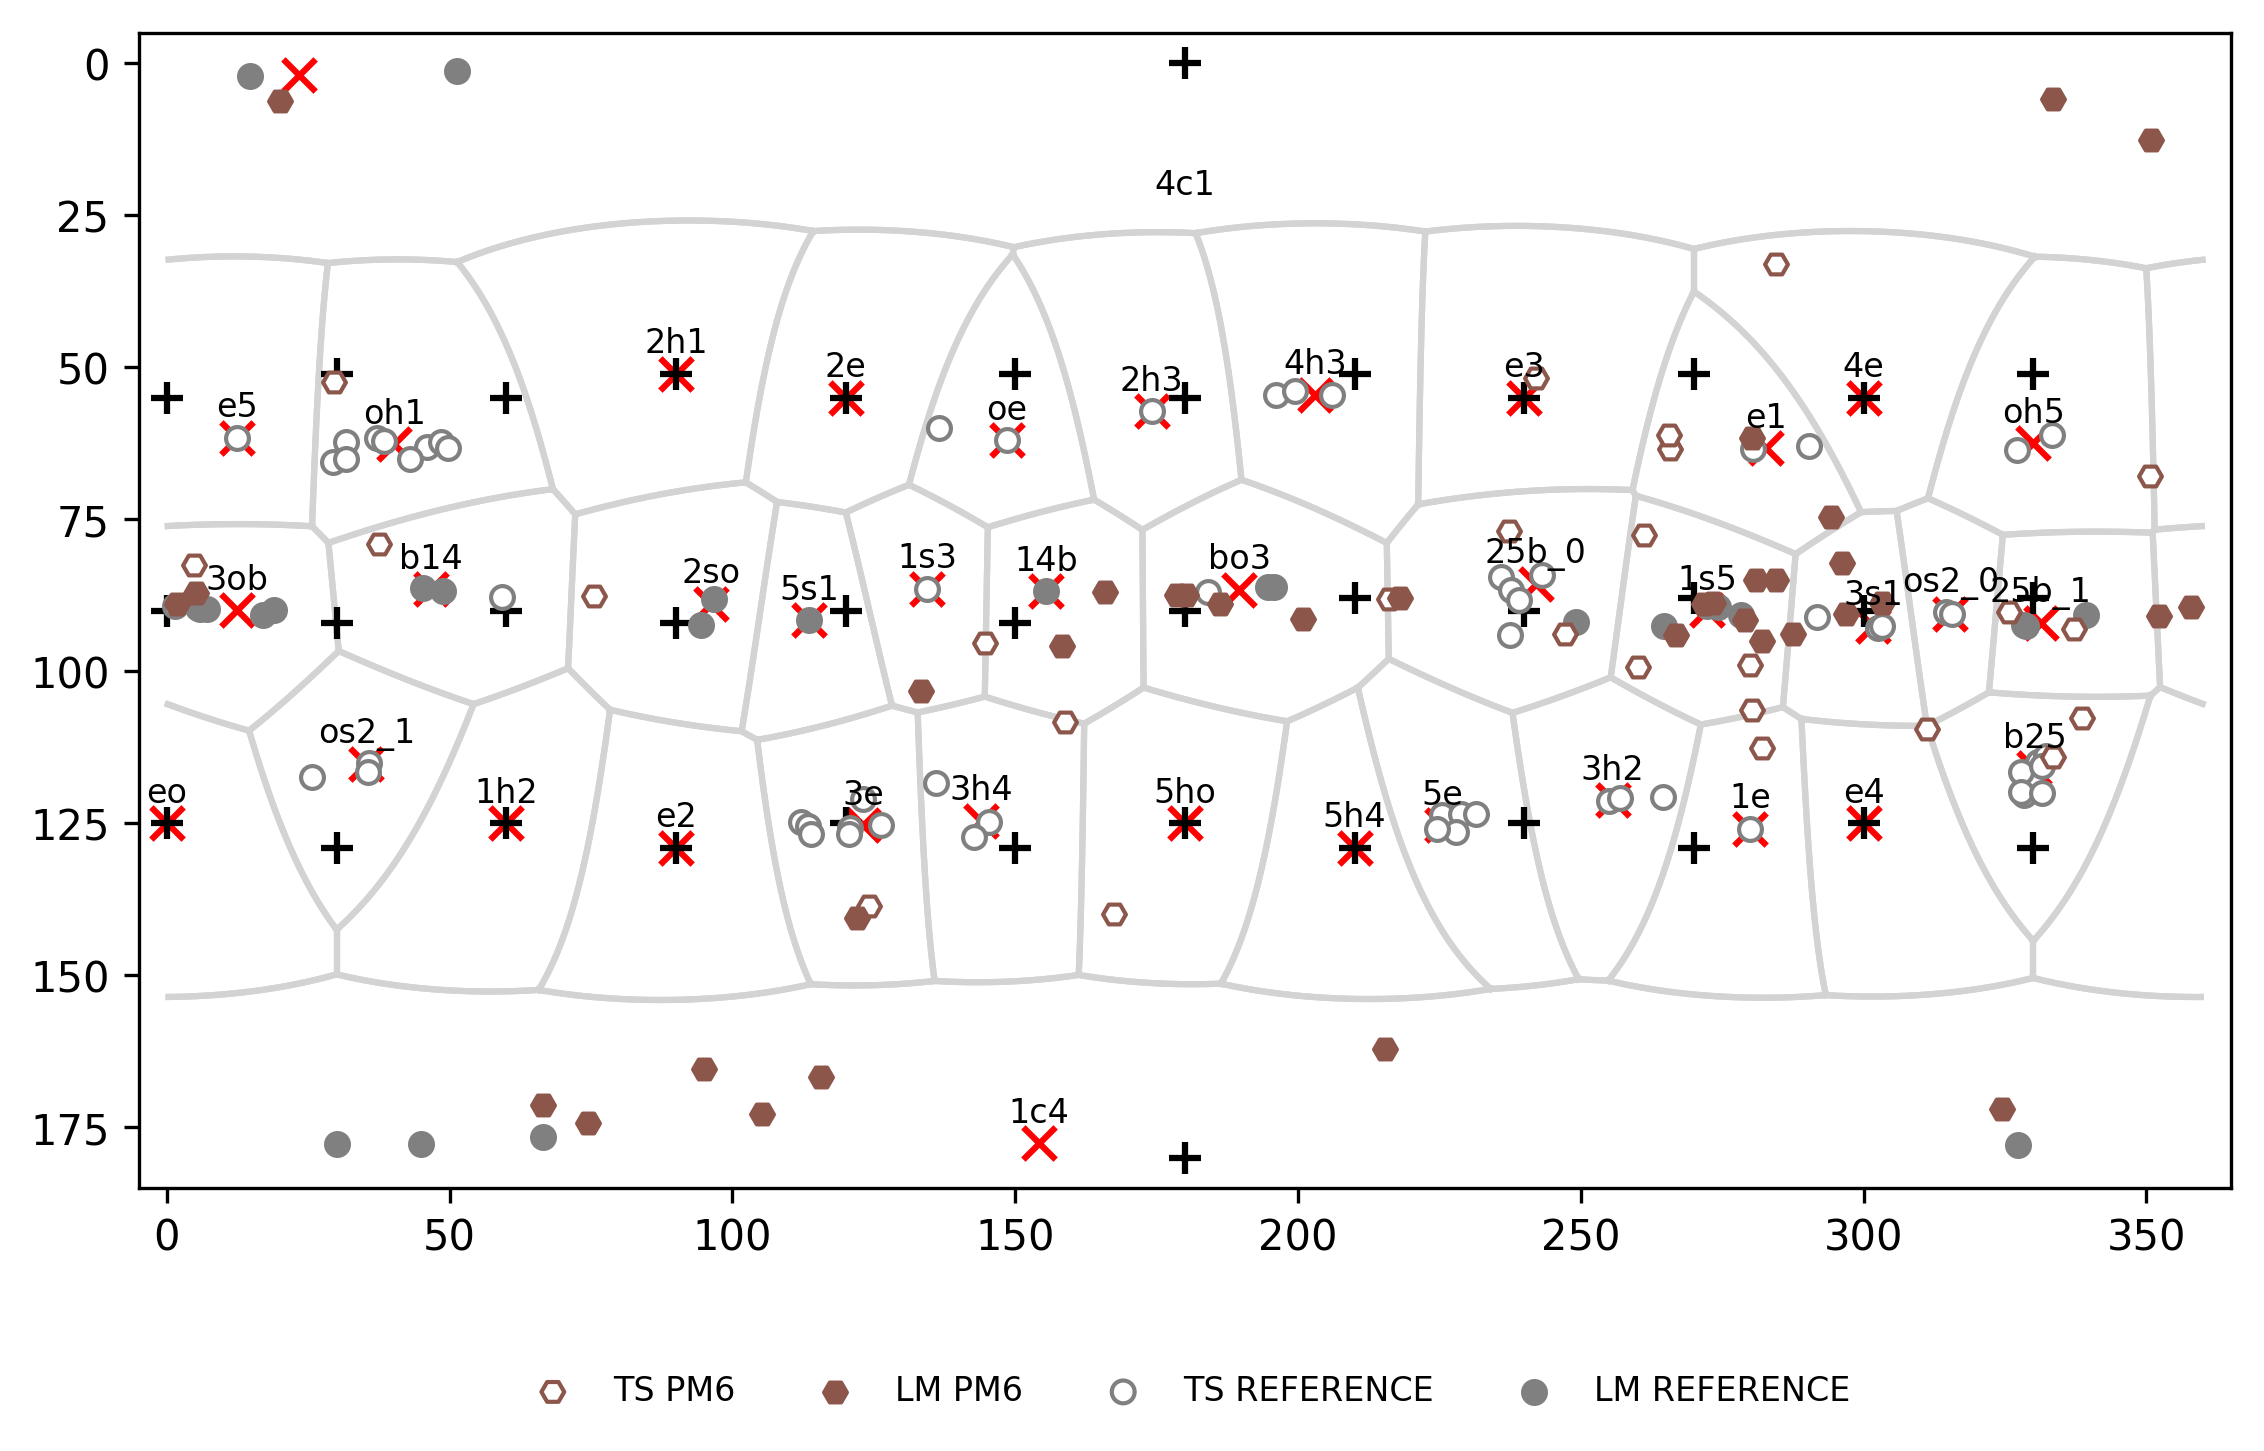 0
4c1
25
2h1
2e 4h3 e3 4e
50 2h3
e5 oh1 oe e1 oh5
75
3ob b14 2so 5s1 1s3 14b bo3 25b_0 1s5 3s1 os2_0 25b_1
100
os2_1 b25
eo 1h2 e2 3e 3h4 5ho 5h4 5e 3h2 1e e4
125
150
1c4
175
0 50 100 150 200 250 300 350
TS PM6 LM PM6 TS REFERENCE LM REFERENCE